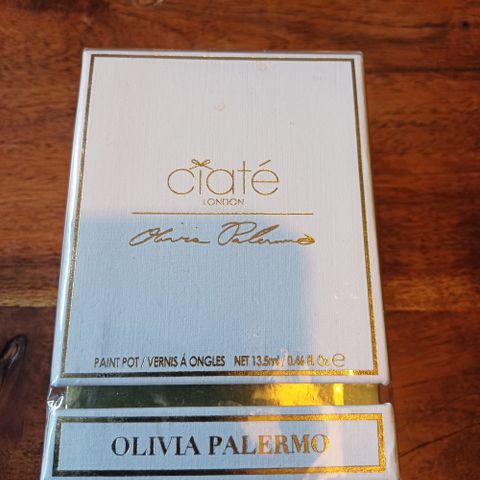 ciaté
LONDON
Olivia Palermo
PAINT POT / VERNIS À ONGLES NET 13.5ml / 0.46 fl. Oz e
OLIVIA PALERMO